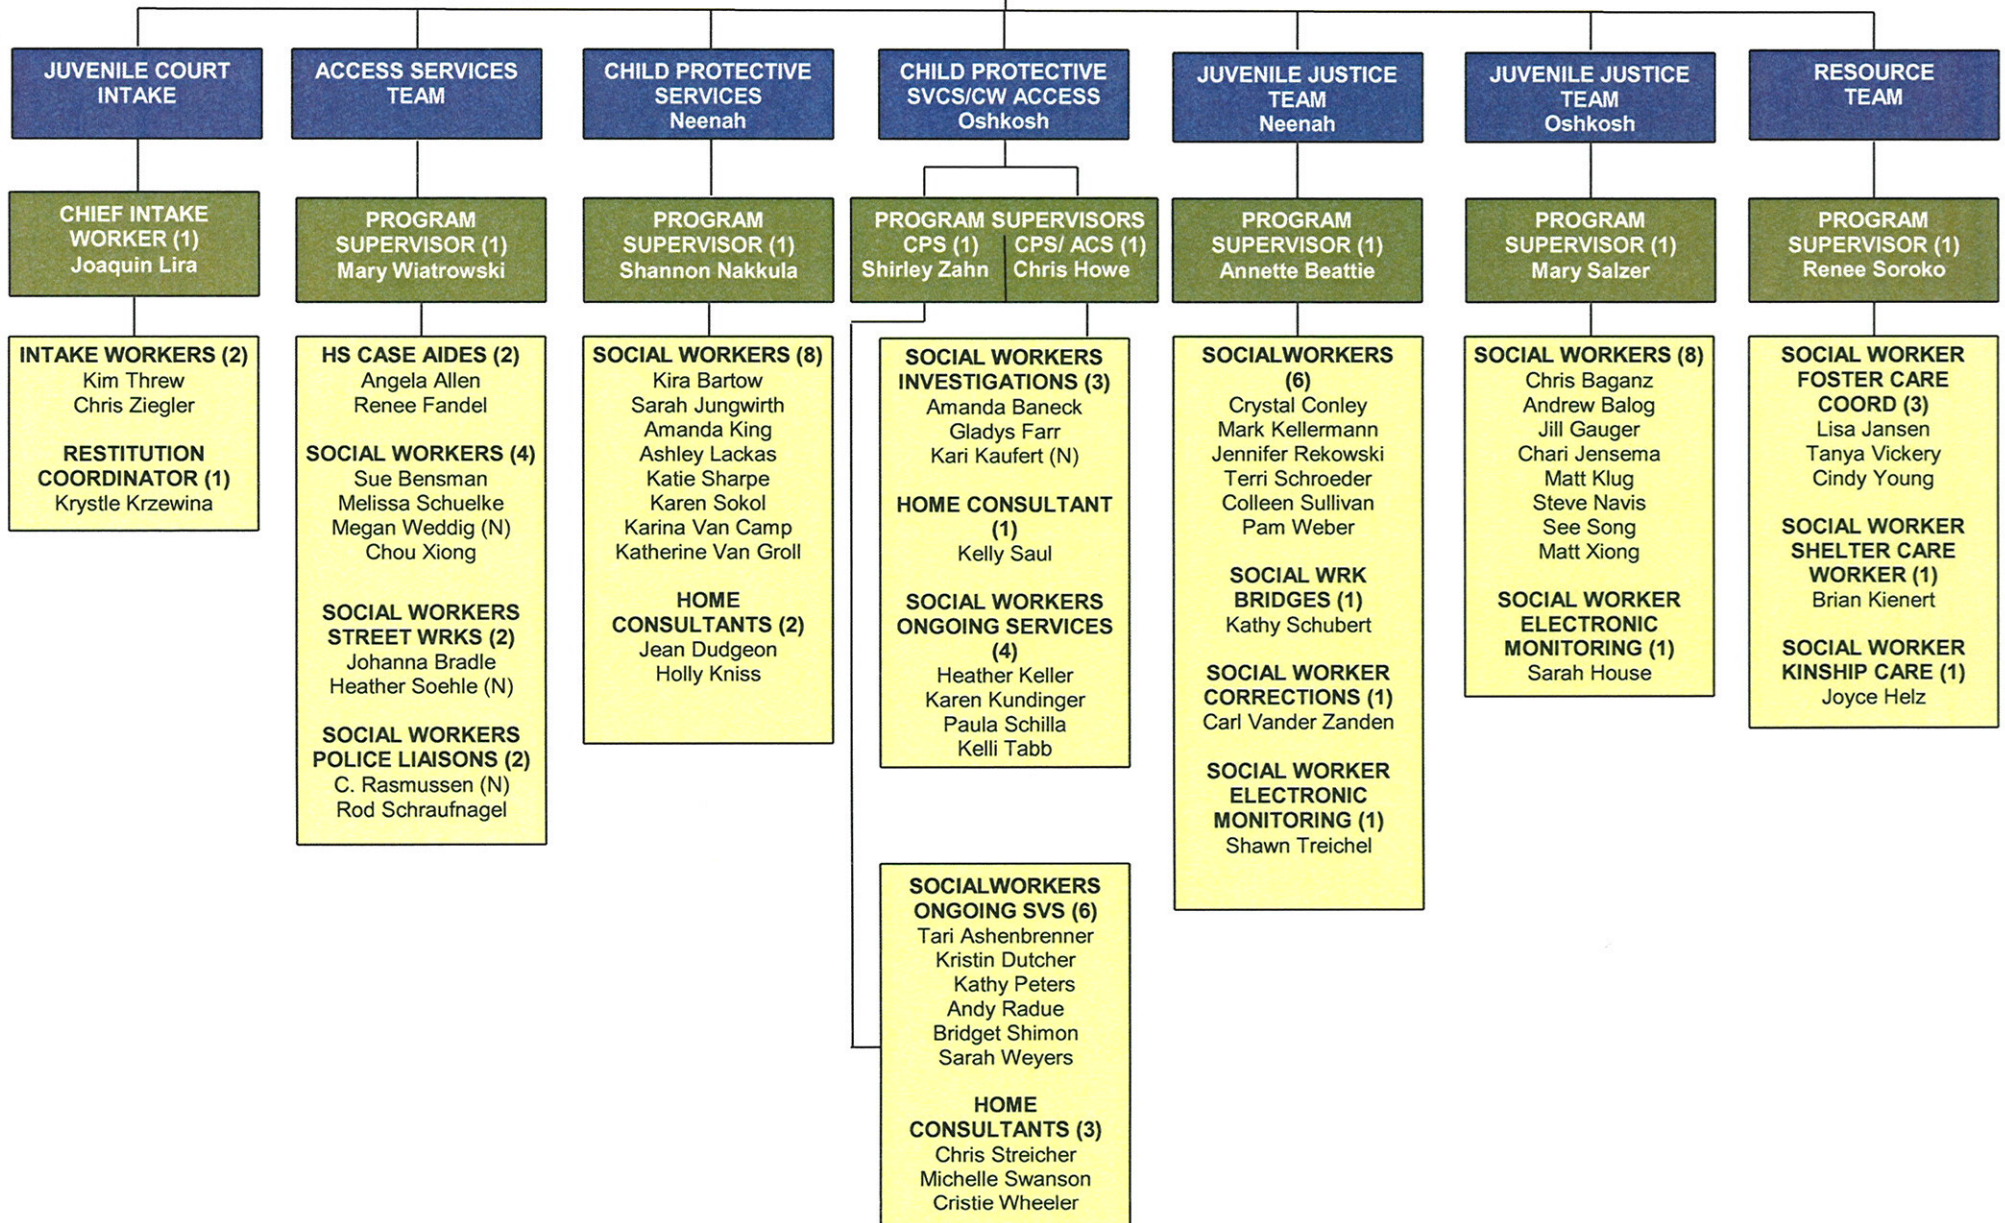 JUVENILE COURT
INTAKE
ACCESS SERVICES
TEAM
CHILD PROTECTIVE
SERVICES
Neenah
CHILD PROTECTIVE
SVCS/CW ACCESS
Oshkosh
JUVENILE JUSTICE
TEAM
Neenah
JUVENILE JUSTICE
TEAM
Oshkosh
RESOURCE
TEAM
CHIEF INTAKE
WORKER (1)
Joaquin Lira
PROGRAM
SUPERVISOR (1)
Mary Wiatrowski
PROGRAM
SUPERVISOR (1)
Shannon Nakkula
PROGRAM SUPERVISORS
CPS (1)
Shirley Zahn
CPS/ ACS (1)
Chris Howe
PROGRAM
SUPERVISOR (1)
Annette Beattie
PROGRAM
SUPERVISOR (1)
Mary Salzer
PROGRAM
SUPERVISOR (1)
Renee Soroko
INTAKE WORKERS (2)
Kim Threw
Chris Ziegler
RESTITUTION
COORDINATOR (1)
Krystle Krzewina
HS CASE AIDES (2)
Angela Allen
Renee Fandel
SOCIAL WORKERS (4)
Sue Bensman
Melissa Schuelke
Megan Weddig (N)
Chou Xiong
SOCIAL WORKERS
STREET WRKS (2)
Johanna Bradle
Heather Soehle (N)
SOCIAL WORKERS
POLICE LIAISONS (2)
C. Rasmussen (N)
Rod Schraufnagel
SOCIAL WORKERS (8)
Kira Bartow
Sarah Jungwirth
Amanda King
Ashley Lackas
Katie Sharpe
Karen Sokol
Karina Van Camp
Katherine Van Groll
HOME
CONSULTANTS (2)
Jean Dudgeon
Holly Kniss
SOCIAL WORKERS
INVESTIGATIONS (3)
Amanda Baneck
Gladys Farr
Kari Kaufert (N)
HOME CONSULTANT
(1)
Kelly Saul
SOCIAL WORKERS
ONGOING SERVICES
(4)
Heather Keller
Karen Kundinger
Paula Schilla
Kelli Tabb
SOCIALWORKERS
ONGOING SVS (6)
Tari Ashenbrenner
Kristin Dutcher
Kathy Peters
Andy Radue
Bridget Shimon
Sarah Weyers
HOME
CONSULTANTS (3)
Chris Streicher
Michelle Swanson
Cristie Wheeler
SOCIALWORKERS
(6)
Crystal Conley
Mark Kellermann
Jennifer Rekowski
Terri Schroeder
Colleen Sullivan
Pam Weber
SOCIAL WRK
BRIDGES (1)
Kathy Schubert
SOCIAL WORKER
CORRECTIONS (1)
Carl Vander Zanden
SOCIAL WORKER
ELECTRONIC
MONITORING (1)
Shawn Treichel
SOCIAL WORKERS (8)
Chris Baganz
Andrew Balog
Jill Gauger
Chari Jensema
Matt Klug
Steve Navis
See Song
Matt Xiong
SOCIAL WORKER
ELECTRONIC
MONITORING (1)
Sarah House
SOCIAL WORKER
FOSTER CARE
COORD (3)
Lisa Jansen
Tanya Vickery
Cindy Young
SOCIAL WORKER
SHELTER CARE
WORKER (1)
Brian Kienert
SOCIAL WORKER
KINSHIP CARE (1)
Joyce Helz